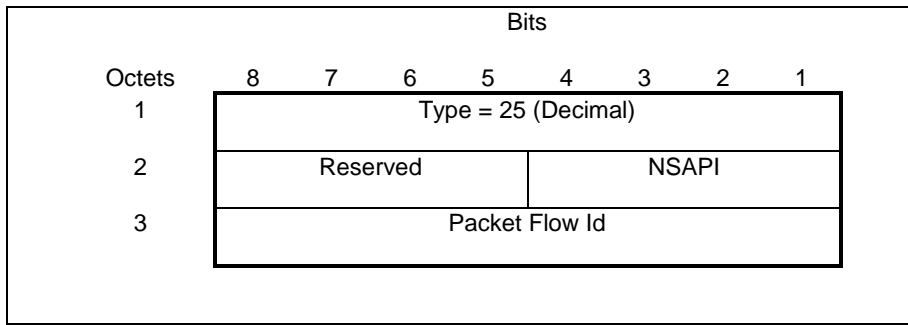 Bits
Octets 8 7 6 5 4 3 2 1
1 Type = 25 (Decimal)
2 Reserved NSAPI
3 Packet Flow Id